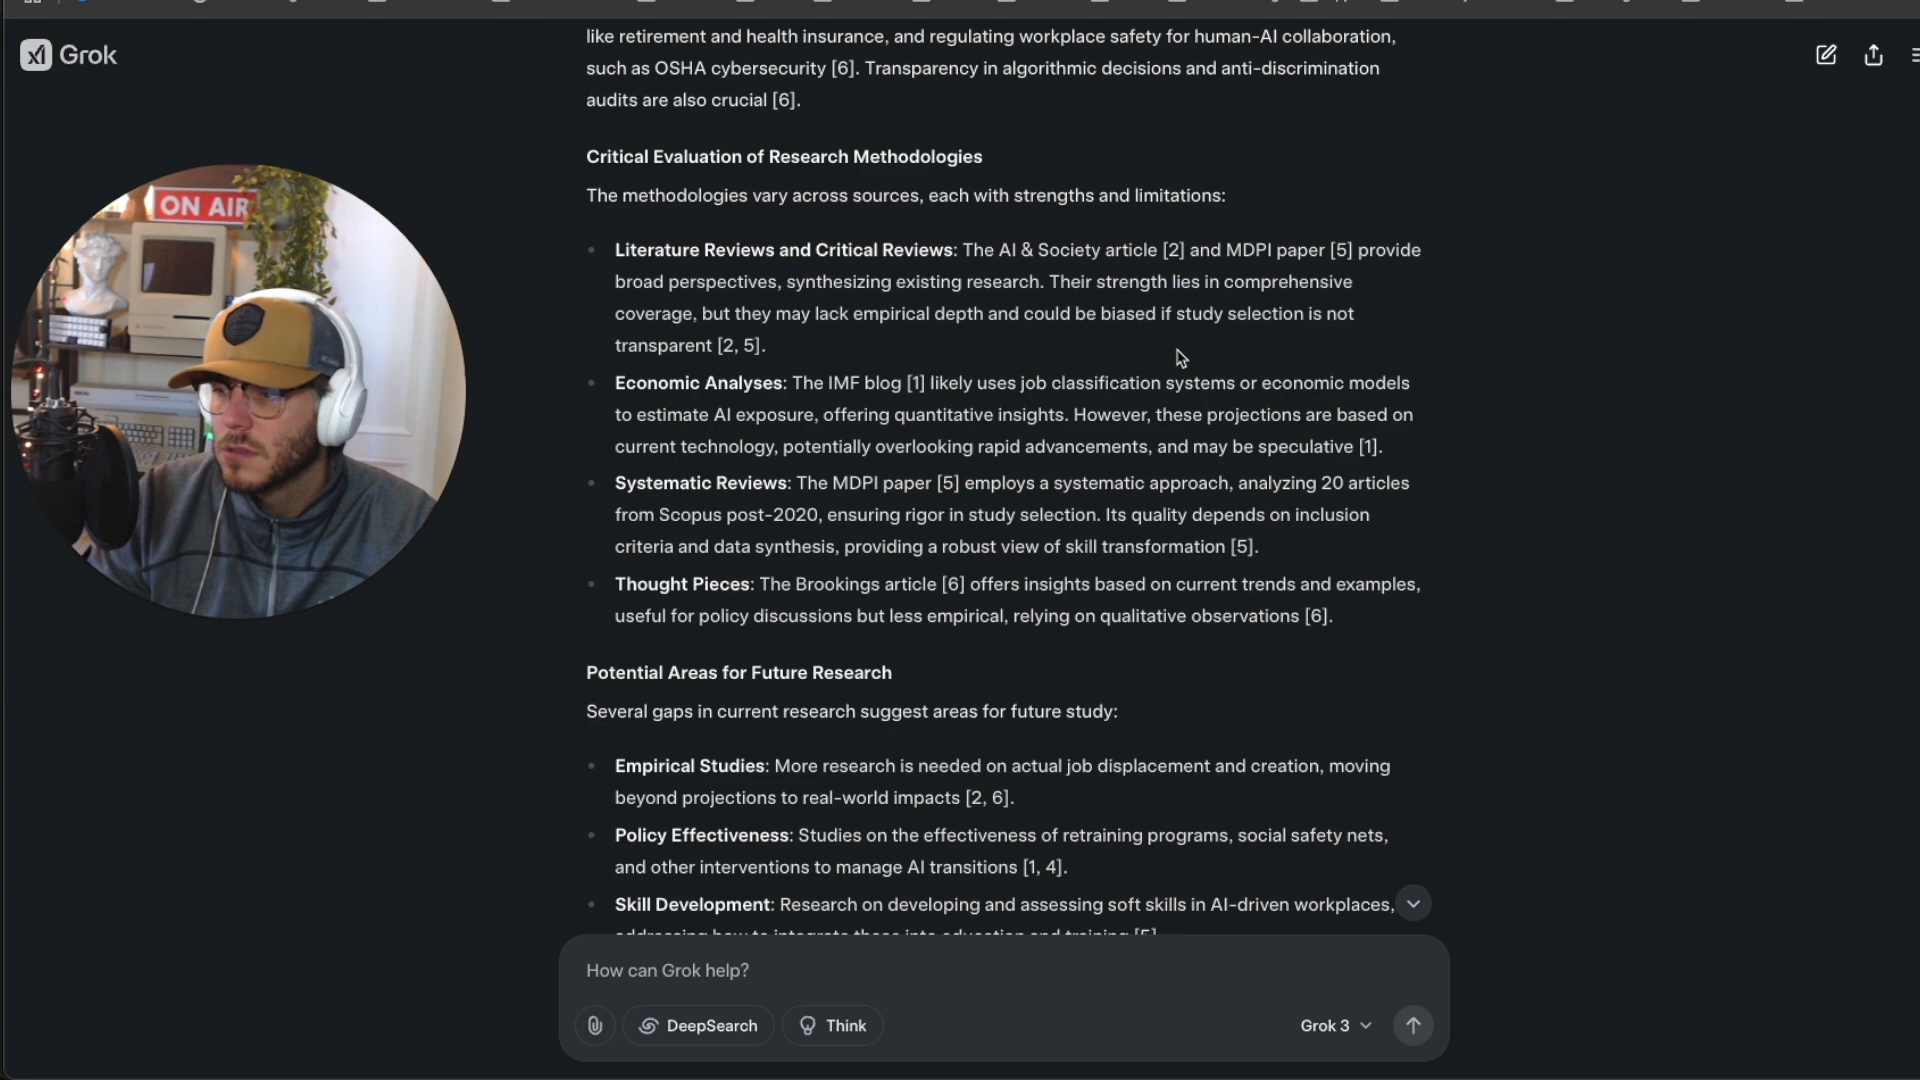 Grok
like retirement and health insurance, and regulating workplace safety for human-AI collaboration,
such as OSHA cybersecurity [6]. Transparency in algorithmic decisions and anti-discrimination
audits are also crucial [6].
Critical Evaluation of Research Methodologies
The methodologies vary across sources, each with strengths and limitations:
ON AIR
Literature Reviews and Critical Reviews: The AI & Society article [2] and MDPI paper [5] provide
broad perspectives, synthesizing existing research. Their strength lies in comprehensive
coverage, but they may lack empirical depth and could be biased if study selection is not
transparent [2, 5].
Economic Analyses: The IMF blog [1] likely uses job classification systems or economic models
to estimate AI exposure, offering quantitative insights. However, these projections are based on
current technology, potentially overlooking rapid advancements, and may be speculative [1].
Systematic Reviews: The MDPI paper [5] employs a systematic approach, analyzing 20 articles
from Scopus post-2020, ensuring rigor in study selection. Its quality depends on inclusion
criteria and data synthesis, providing a robust view of skill transformation [5].
Thought Pieces: The Brookings article [6] offers insights based on current trends and examples,
useful for policy discussions but less empirical, relying on qualitative observations [6].
Potential Areas for Future Research
Several gaps in current research suggest areas for future study:
Empirical Studies: More research is needed on actual job displacement and creation, moving
beyond projections to real-world impacts [2, 6].
Policy Effectiveness: Studies on the effectiveness of retraining programs, social safety nets,
and other interventions to manage AI transitions [1, 4].
Skill Development: Research on developing and assessing soft skills in AI-driven workplaces,
addressing how to integrate these into education and training [5].
How can Grok help?
DeepSearch
Think
Grok 3